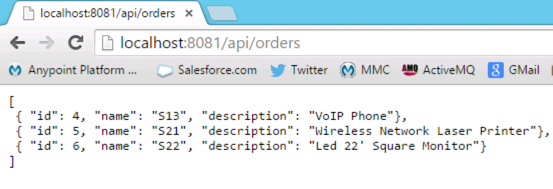 localhost:8081/api/orders
localhost:8081/api/orders
Anypoint Platform ... Salesforce.com Twitter MMC AMQ ActiveMQ 8 GMail
[
{ "id": 4, "name": "S13", "description": "VoIP Phone"},
{ "id": 5, "name": "S21", "description": "Wireless Network Laser Printer"},
{ "id": 6, "name": "S22", "description": "Led 22' Square Monitor"}
]